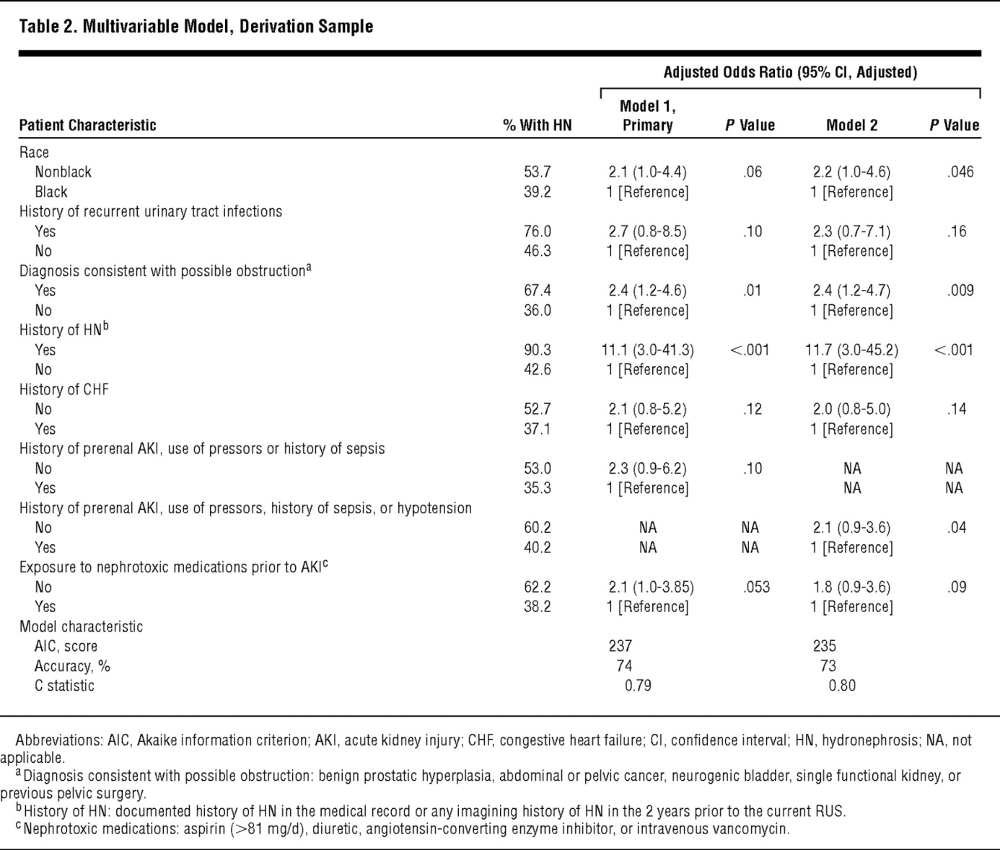 Table 2. Multivariable Model, Derivation Sample
Adjusted Odds Ratio (95% CI, Adjusted)
Patient Characteristic % With HN Model 1, Primary P Value Model 2 P Value
Race
Nonblack 53.7 2.1 (1.0-4.4) .06 2.2 (1.0-4.6) .046
Black 39.2 1 [Reference] 1 [Reference]
History of recurrent urinary tract infections
Yes 76.0 2.7 (0.8-8.5) .10 2.3 (0.7-7.1) .16
No 46.3 1 [Reference] 1 [Reference]
Diagnosis consistent with possible obstructionᵃ
Yes 67.4 2.4 (1.2-4.6) .01 2.4 (1.2-4.7) .009
No 36.0 1 [Reference] 1 [Reference]
History of HNᵇ
Yes 90.3 11.1 (3.0-41.3) <.001 11.7 (3.0-45.2) <.001
No 42.6 1 [Reference] 1 [Reference]
History of CHF
No 52.7 2.1 (0.8-5.2) .12 2.0 (0.8-5.0) .14
Yes 37.1 1 [Reference] 1 [Reference]
History of prerenal AKI, use of pressors or history of sepsis
No 53.0 2.3 (0.9-6.2) .10 NA NA
Yes 35.3 1 [Reference] NA NA
History of prerenal AKI, use of pressors, history of sepsis, or hypotension
No 60.2 NA NA 2.1 (0.9-3.6) .04
Yes 40.2 NA NA 1 [Reference]
Exposure to nephrotoxic medications prior to AKIᶜ
No 62.2 2.1 (1.0-3.85) .053 1.8 (0.9-3.6) .09
Yes 38.2 1 [Reference] 1 [Reference]
Model characteristic
AIC, score 237 235
Accuracy, % 74 73
C statistic 0.79 0.80
Abbreviations: AIC, Akaike information criterion; AKI, acute kidney injury; CHF, congestive heart failure; CI, confidence interval; HN, hydronephrosis; NA, not
applicable.
ᵃ Diagnosis consistent with possible obstruction: benign prostatic hyperplasia, abdominal or pelvic cancer, neurogenic bladder, single functional kidney, or
previous pelvic surgery.
ᵇ History of HN: documented history of HN in the medical record or any imagining history of HN in the 2 years prior to the current RUS.
ᶜ Nephrotoxic medications: aspirin (>81 mg/d), diuretic, angiotensin-converting enzyme inhibitor, or intravenous vancomycin.